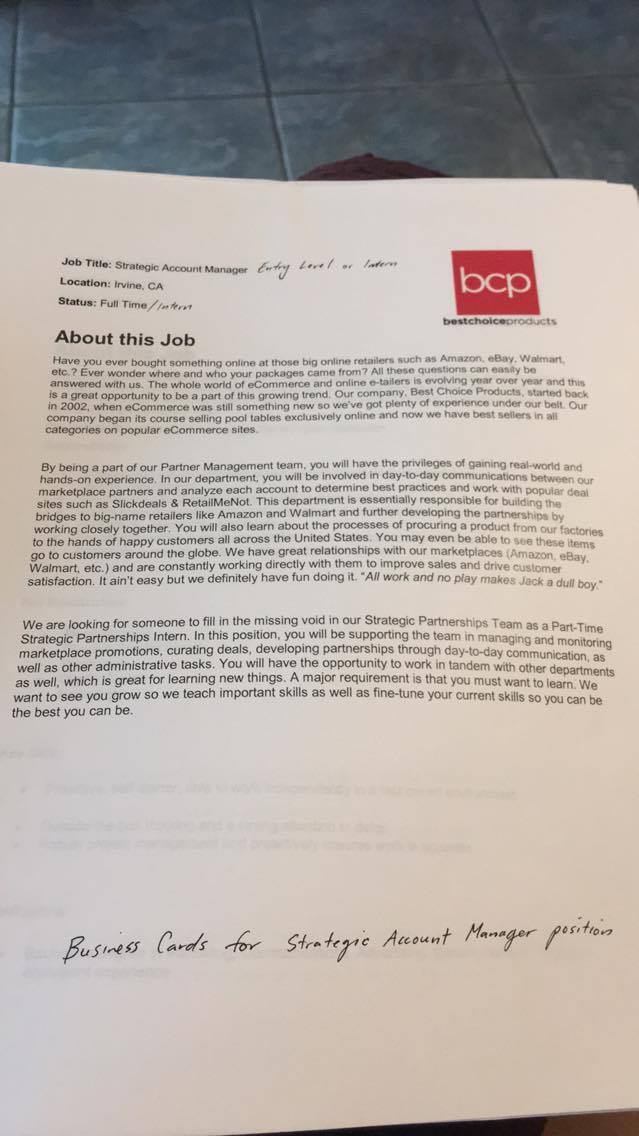 Job Title: Strategic Account Manager Entry Level or Intern
Location: Irvine, CA
Status: Full Time/Intern
bcp
bestchoiceproducts
About this Job
Have you ever bought something online at those big online retailers such as Amazon, eBay, Walmart,
etc.? Ever wonder where and who your packages came from? All these questions can easily be
answered with us. The whole world of eCommerce and online e-tailers is evolving year over year and this
is a great opportunity to be a part of this growing trend. Our company, Best Choice Products, started back
in 2002, when eCommerce was still something new so we've got plenty of experience under our belt. Our
company began its course selling pool tables exclusively online and now we have best sellers in all
categories on popular eCommerce sites.
By being a part of our Partner Management team, you will have the privileges of gaining real-world and
hands-on experience. In our department, you will be involved in day-to-day communications between our
marketplace partners and analyze each account to determine best practices and work with popular deal
sites such as Slickdeals & RetailMeNot. This department is essentially responsible for building the
bridges to big-name retailers like Amazon and Walmart and further developing the partnerships by
working closely together. You will also learn about the processes of procuring a product from our factories
to the hands of happy customers all across the United States. You may even be able to see these items
go to customers around the globe. We have great relationships with our marketplaces (Amazon, eBay,
Walmart, etc.) and are constantly working directly with them to improve sales and drive customer
satisfaction. It ain't easy but we definitely have fun doing it. "All work and no play makes Jack a dull boy."
We are looking for someone to fill in the missing void in our Strategic Partnerships Team as a Part-Time
Strategic Partnerships Intern. In this position, you will be supporting the team in managing and monitoring
marketplace promotions, curating deals, developing partnerships through day-to-day communication, as
well as other administrative tasks. You will have the opportunity to work in tandem with other departments
as well, which is great for learning new things. A major requirement is that you must want to learn. We
want to see you grow so we teach important skills as well as fine-tune your current skills so you can be
the best you can be.
Business Cards for Strategic Account Manager position